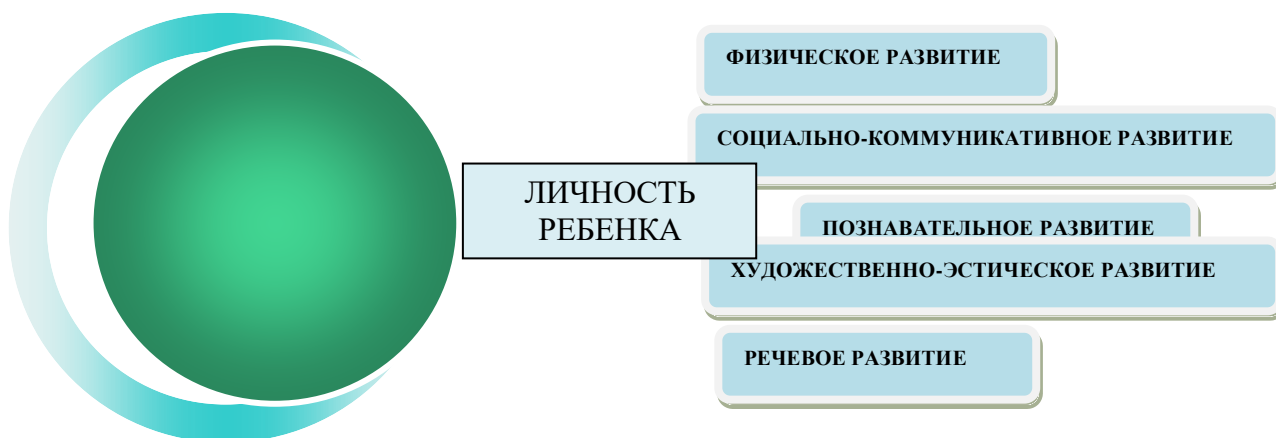 ФИЗИЧЕСКОЕ РАЗВИТИЕ
СОЦИАЛЬНО-КОММУНИКАТИВНОЕ РАЗВИТИЕ
ЛИЧНОСТЬ
РЕБЕНКА
ПОЗНАВАТЕЛЬНОЕ РАЗВИТИЕ
ХУДОЖЕСТВЕННО-ЭСТИЧЕСКОЕ РАЗВИТИЕ
РЕЧЕВОЕ РАЗВИТИЕ